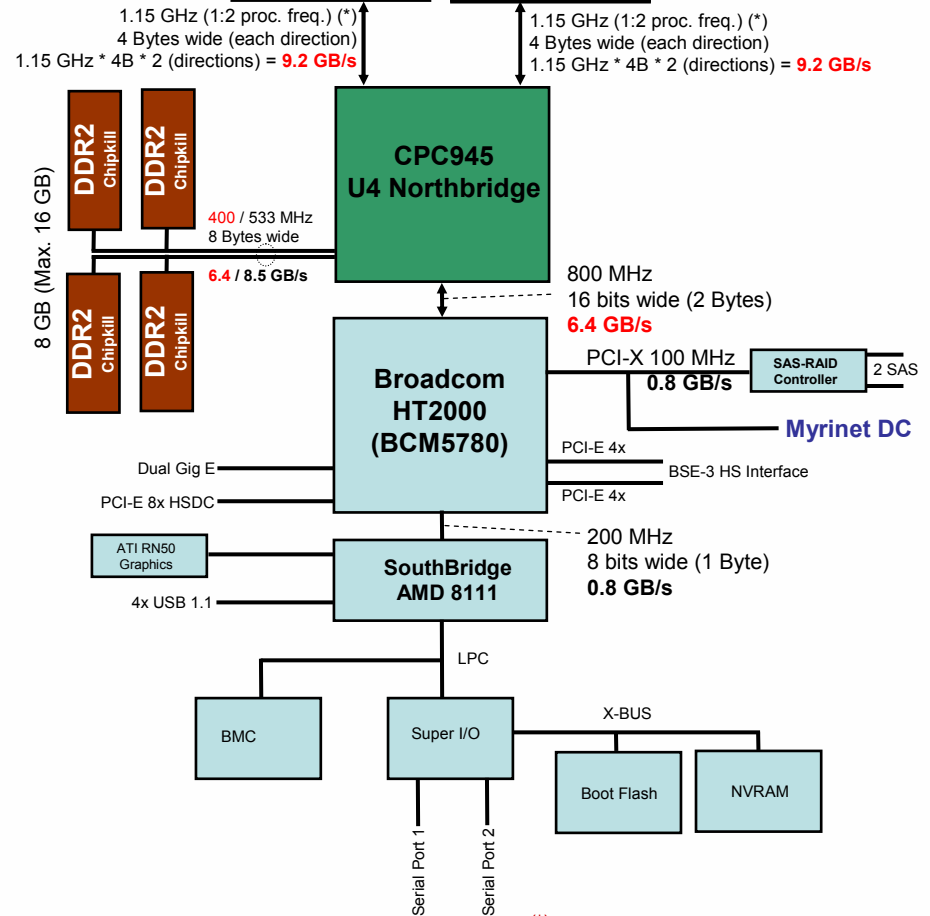 1.15 GHz (1:2 proc. freq.) (*)
4 Bytes wide (each direction)
1.15 GHz * 4B * 2 (directions) = 9.2 GB/s
1.15 GHz (1:2 proc. freq.) (*)
4 Bytes wide (each direction)
1.15 GHz * 4B * 2 (directions) = 9.2 GB/s
CPC945
U4 Northbridge
8 GB (Max. 16 GB)
DDR2
Chipkill
DDR2
Chipkill
DDR2
Chipkill
DDR2
Chipkill
400 / 533 MHz
8 Bytes wide
6.4 / 8.5 GB/s
800 MHz
16 bits wide (2 Bytes)
6.4 GB/s
Broadcom
HT2000
(BCM5780)
PCI-X 100 MHz
0.8 GB/s
SAS-RAID
Controller
2 SAS
Myrinet DC
PCI-E 4x
BSE-3 HS Interface
PCI-E 4x
Dual Gig E
PCI-E 8x HSDC
200 MHz
8 bits wide (1 Byte)
0.8 GB/s
ATI RN50
Graphics
SouthBridge
AMD 8111
4x USB 1.1
LPC
BMC
Super I/O
X-BUS
Boot Flash
NVRAM
Serial Port 1
Serial Port 2